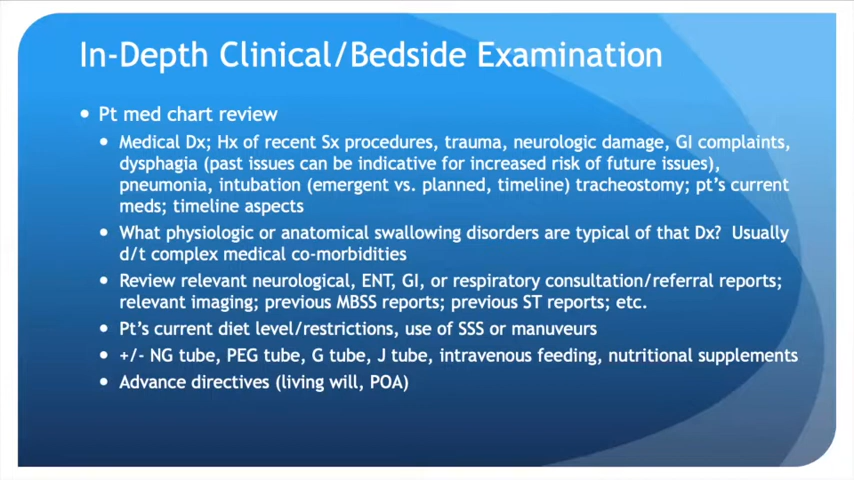 In-Depth Clinical/Bedside Examination
Pt med chart review
Medical Dx; Hx of recent Sx procedures, trauma, neurologic damage, GI complaints,
dysphagia (past issues can be indicative for increased risk of future issues),
pneumonia, intubation (emergent vs. planned, timeline) tracheostomy; pt's current
meds; timeline aspects
What physiologic or anatomical swallowing disorders are typical of that Dx? Usually
d/t complex medical co-morbidities
Review relevant neurological, ENT, GI, or respiratory consultation/referral reports;
relevant imaging; previous MBSS reports; previous ST reports; etc.
Pt's current diet level/restrictions, use of SSS or manuveurs
+/- NG tube, PEG tube, G tube, J tube, intravenous feeding, nutritional supplements
Advance directives (living will, POA)